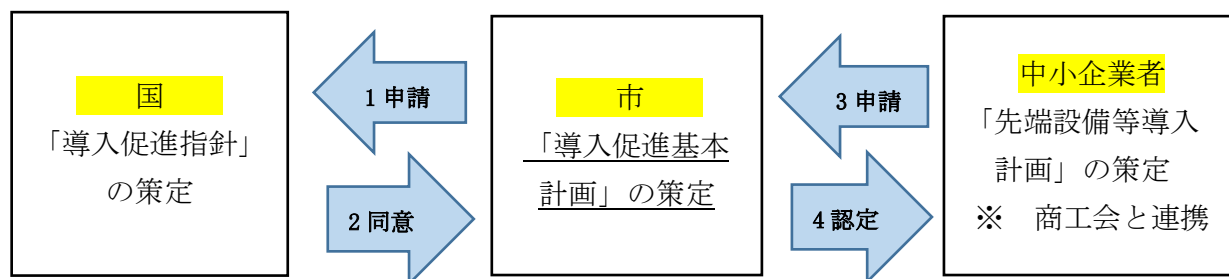 国
「導入促進指針」
の策定
1 申請
2 同意
市
「導入促進基本
計画」の策定
3 申請
4 認定
中小企業者
「先端設備等導入
計画」の策定
※　商工会と連携